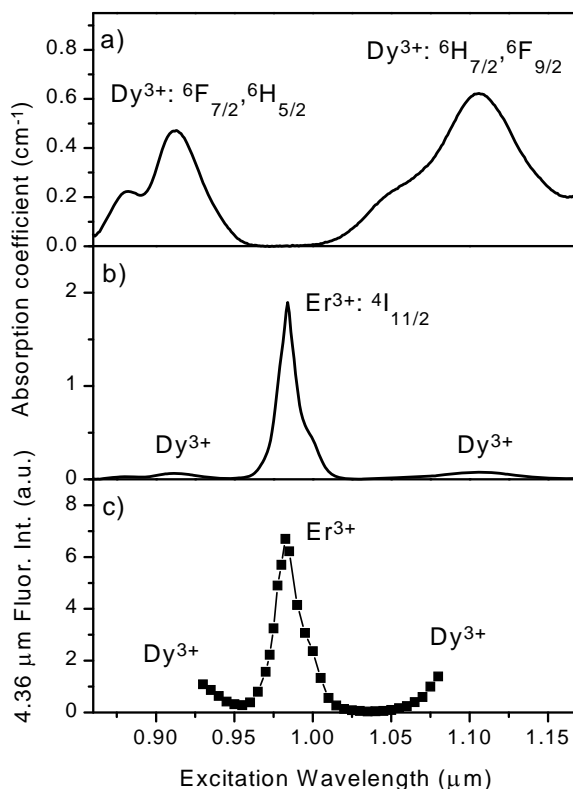 a)
Dy³⁺: ⁶F₇/₂,⁶H₅/₂
Dy³⁺: ⁶H₇/₂,⁶F₉/₂
0.8
0.6
0.4
0.2
0.0
Absorption coefficient (cm⁻¹)
b)
Er³⁺: ⁴I₁₁/₂
2
1
0
Dy³⁺
Dy³⁺
c)
Er³⁺
Dy³⁺
Dy³⁺
8
6
4
2
0
4.36 μm Fluor. Int. (a.u.)
0.90 0.95 1.00 1.05 1.10 1.15
Excitation Wavelength (μm)